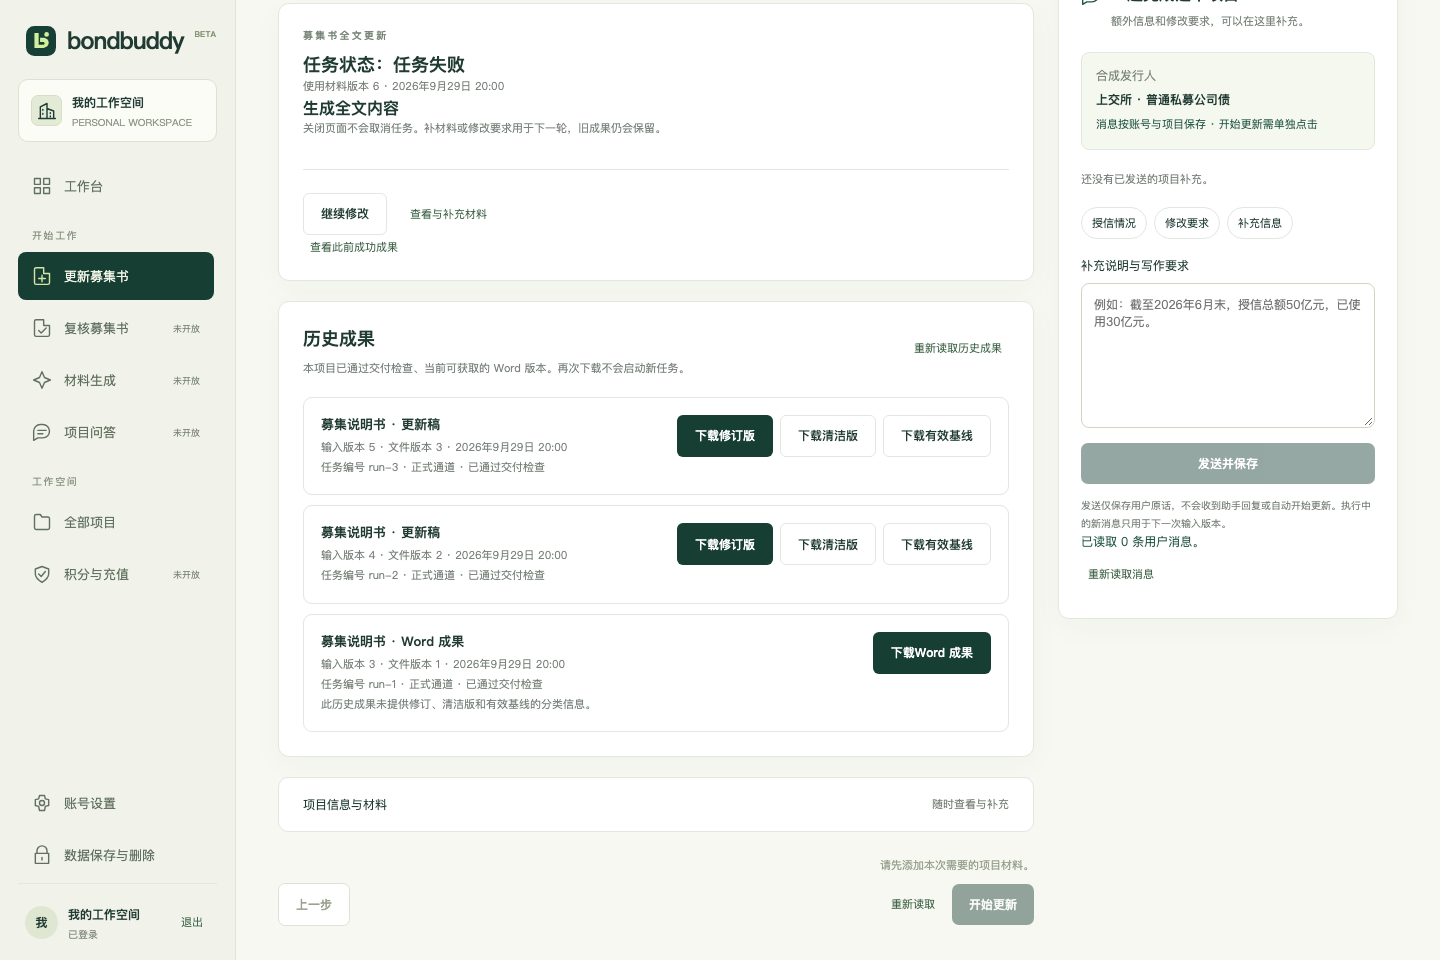 bondbuddy BETA
我的工作空间
PERSONAL WORKSPACE
工作台
开始工作
更新募集书
复核募集书 未开放
材料生成 未开放
项目问答 未开放
工作空间
全部项目
积分与充值 未开放
账号设置
数据保存与删除
我 我的工作空间 退出
已登录
募集书全文更新
任务状态：任务失败
使用材料版本 6 · 2026年9月29日 20:00
生成全文内容
关闭页面不会取消任务。补材料或修改要求用于下一轮，旧成果仍会保留。
继续修改 查看与补充材料
查看此前成功成果
历史成果
重新读取历史成果
本项目已通过交付检查、当前可获取的 Word 版本。再次下载不会启动新任务。
募集说明书 · 更新稿
输入版本 5 · 文件版本 3 · 2026年9月29日 20:00
任务编号 run-3 · 正式通道 · 已通过交付检查
下载修订版 下载清洁版 下载有效基线
募集说明书 · 更新稿
输入版本 4 · 文件版本 2 · 2026年9月29日 20:00
任务编号 run-2 · 正式通道 · 已通过交付检查
下载修订版 下载清洁版 下载有效基线
募集说明书 · Word 成果
输入版本 3 · 文件版本 1 · 2026年9月29日 20:00
任务编号 run-1 · 正式通道 · 已通过交付检查
此历史成果未提供修订、清洁版和有效基线的分类信息。
下载Word 成果
项目信息与材料 随时查看与补充
请先添加本次需要的项目材料。
上一步 重新读取 开始更新
额外信息和修改要求，可以在这里补充。
合成发行人
上交所 · 普通私募公司债
消息按账号与项目保存 · 开始更新需单独点击
还没有已发送的项目补充。
授信情况 修改要求 补充信息
补充说明与写作要求
例如：截至2026年6月末，授信总额50亿元，已使
用30亿元。
发送并保存
发送仅保存用户原话，不会收到助手回复或自动开始更新。执行中
的新消息只用于下一次输入版本。
已读取 0 条用户消息。
重新读取消息